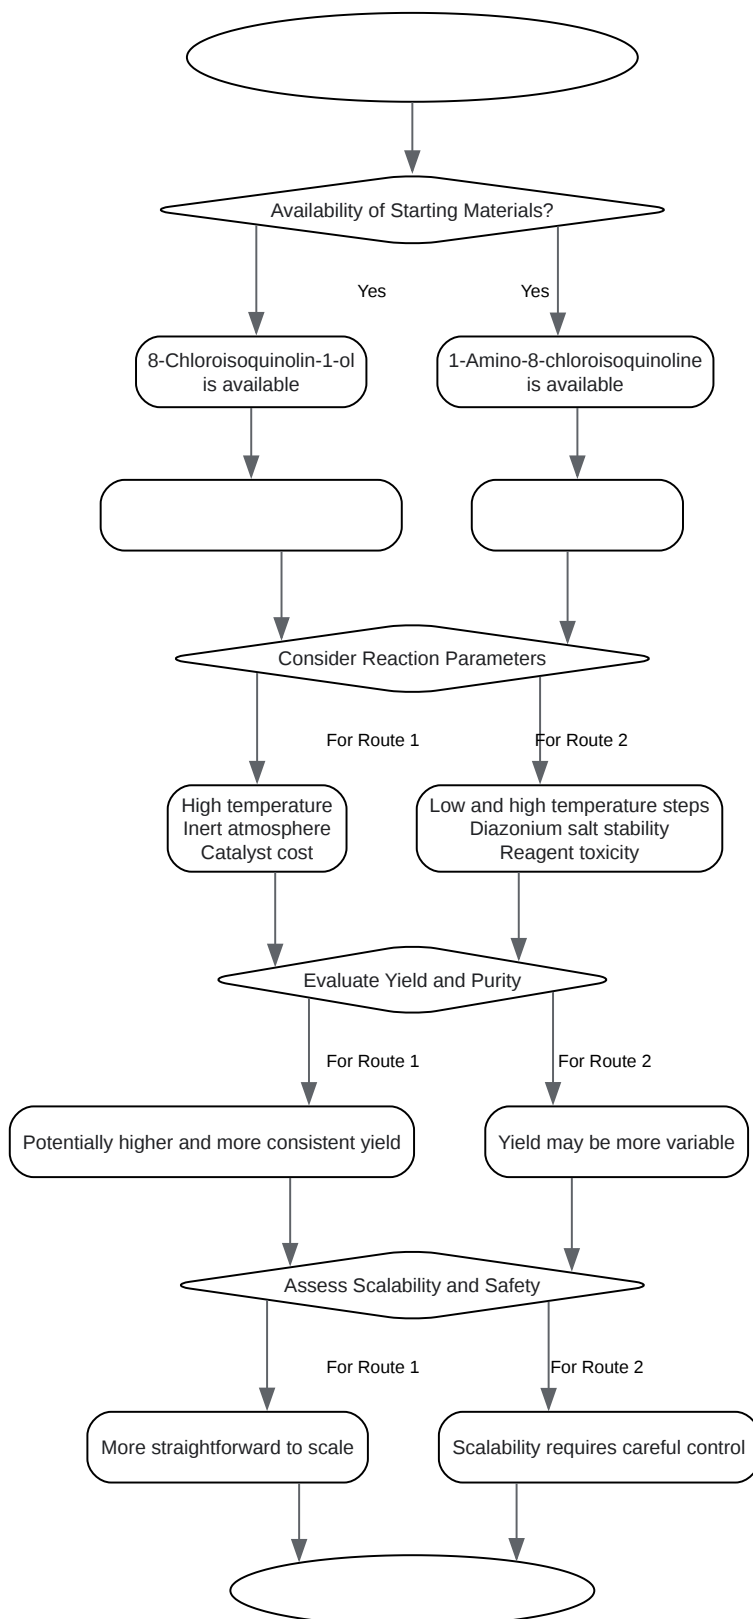 Availability of Starting Materials?
Yes
Yes
8-Chloroisoquinolin-1-ol
is available
1-Amino-8-chloroisoquinoline
is available
Consider Reaction Parameters
For Route 1
For Route 2
High temperature
Inert atmosphere
Catalyst cost
Low and high temperature steps
Diazonium salt stability
Reagent toxicity
Evaluate Yield and Purity
For Route 1
For Route 2
Potentially higher and more consistent yield
Yield may be more variable
Assess Scalability and Safety
For Route 1
For Route 2
More straightforward to scale
Scalability requires careful control